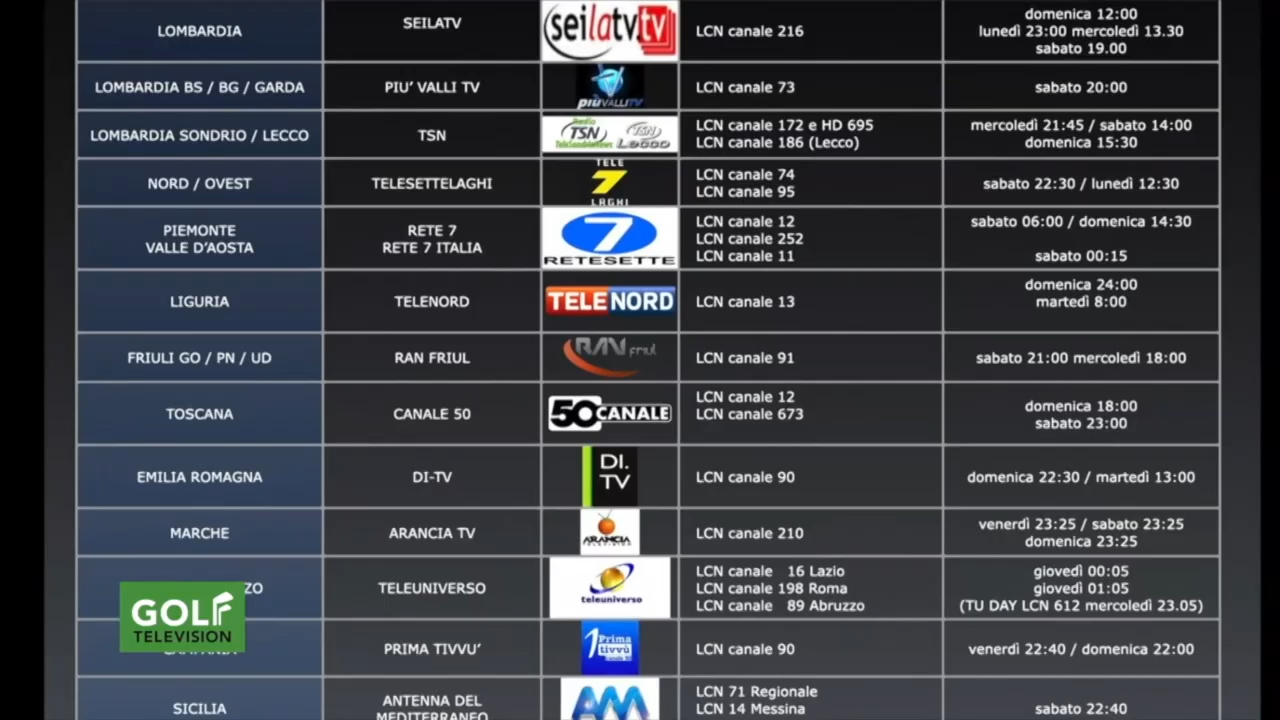 LOMBARDIA
SEILATV
seilatv.tv
LCN canale 216
domenica 12:00
lunedì 23:00 mercoledì 13.30
sabato 19.00
LOMBARDIA BS / BG / GARDA
PIU' VALLI TV
piùVALLITV
LCN canale 73
sabato 20:00
LOMBARDIA SONDRIO / LECCO
TSN
Media
TSN
TSN
Lecco
LCN canale 172 e HD 695
LCN canale 186 (Lecco)
mercoledì 21:45 / sabato 14:00
domenica 15:30
NORD / OVEST
TELESETTELAGHI
TELE
7
LAGHI
LCN canale 74
LCN canale 95
sabato 22:30 / lunedì 12:30
PIEMONTE
VALLE D'AOSTA
RETE 7
RETE 7 ITALIA
7
RETESETTE
LCN canale 12
LCN canale 252
LCN canale 11
sabato 06:00 / domenica 14:30
sabato 00:15
LIGURIA
TELENORD
TELENORD
LCN canale 13
domenica 24:00
martedì 8:00
FRIULI GO / PN / UD
RAN FRIUL
RAN friul
LCN canale 91
sabato 21:00 mercoledì 18:00
TOSCANA
CANALE 50
50CANALE
LCN canale 12
LCN canale 673
domenica 18:00
sabato 23:00
EMILIA ROMAGNA
DI-TV
DI.
TV
LCN canale 90
domenica 22:30 / martedì 13:00
MARCHE
ARANCIA TV
ARANCIA
TELEVISION
LCN canale 210
venerdì 23:25 / sabato 23:25
domenica 23:25
ZO
TELEUNIVERSO
teleuniverso
LCN canale 16 Lazio
LCN canale 198 Roma
LCN canale 89 Abruzzo
giovedì 00:05
giovedì 01:05
(TU DAY LCN 612 mercoledì 23.05)
GOLF
TELEVISION
CAMPANIA
PRIMA TIVVU'
1 Prima
tivvù
LCN canale 90
venerdì 22:40 / domenica 22:00
SICILIA
ANTENNA DEL
MEDITERRANEO
AM
LCN 71 Regionale
LCN 14 Messina
sabato 22:40